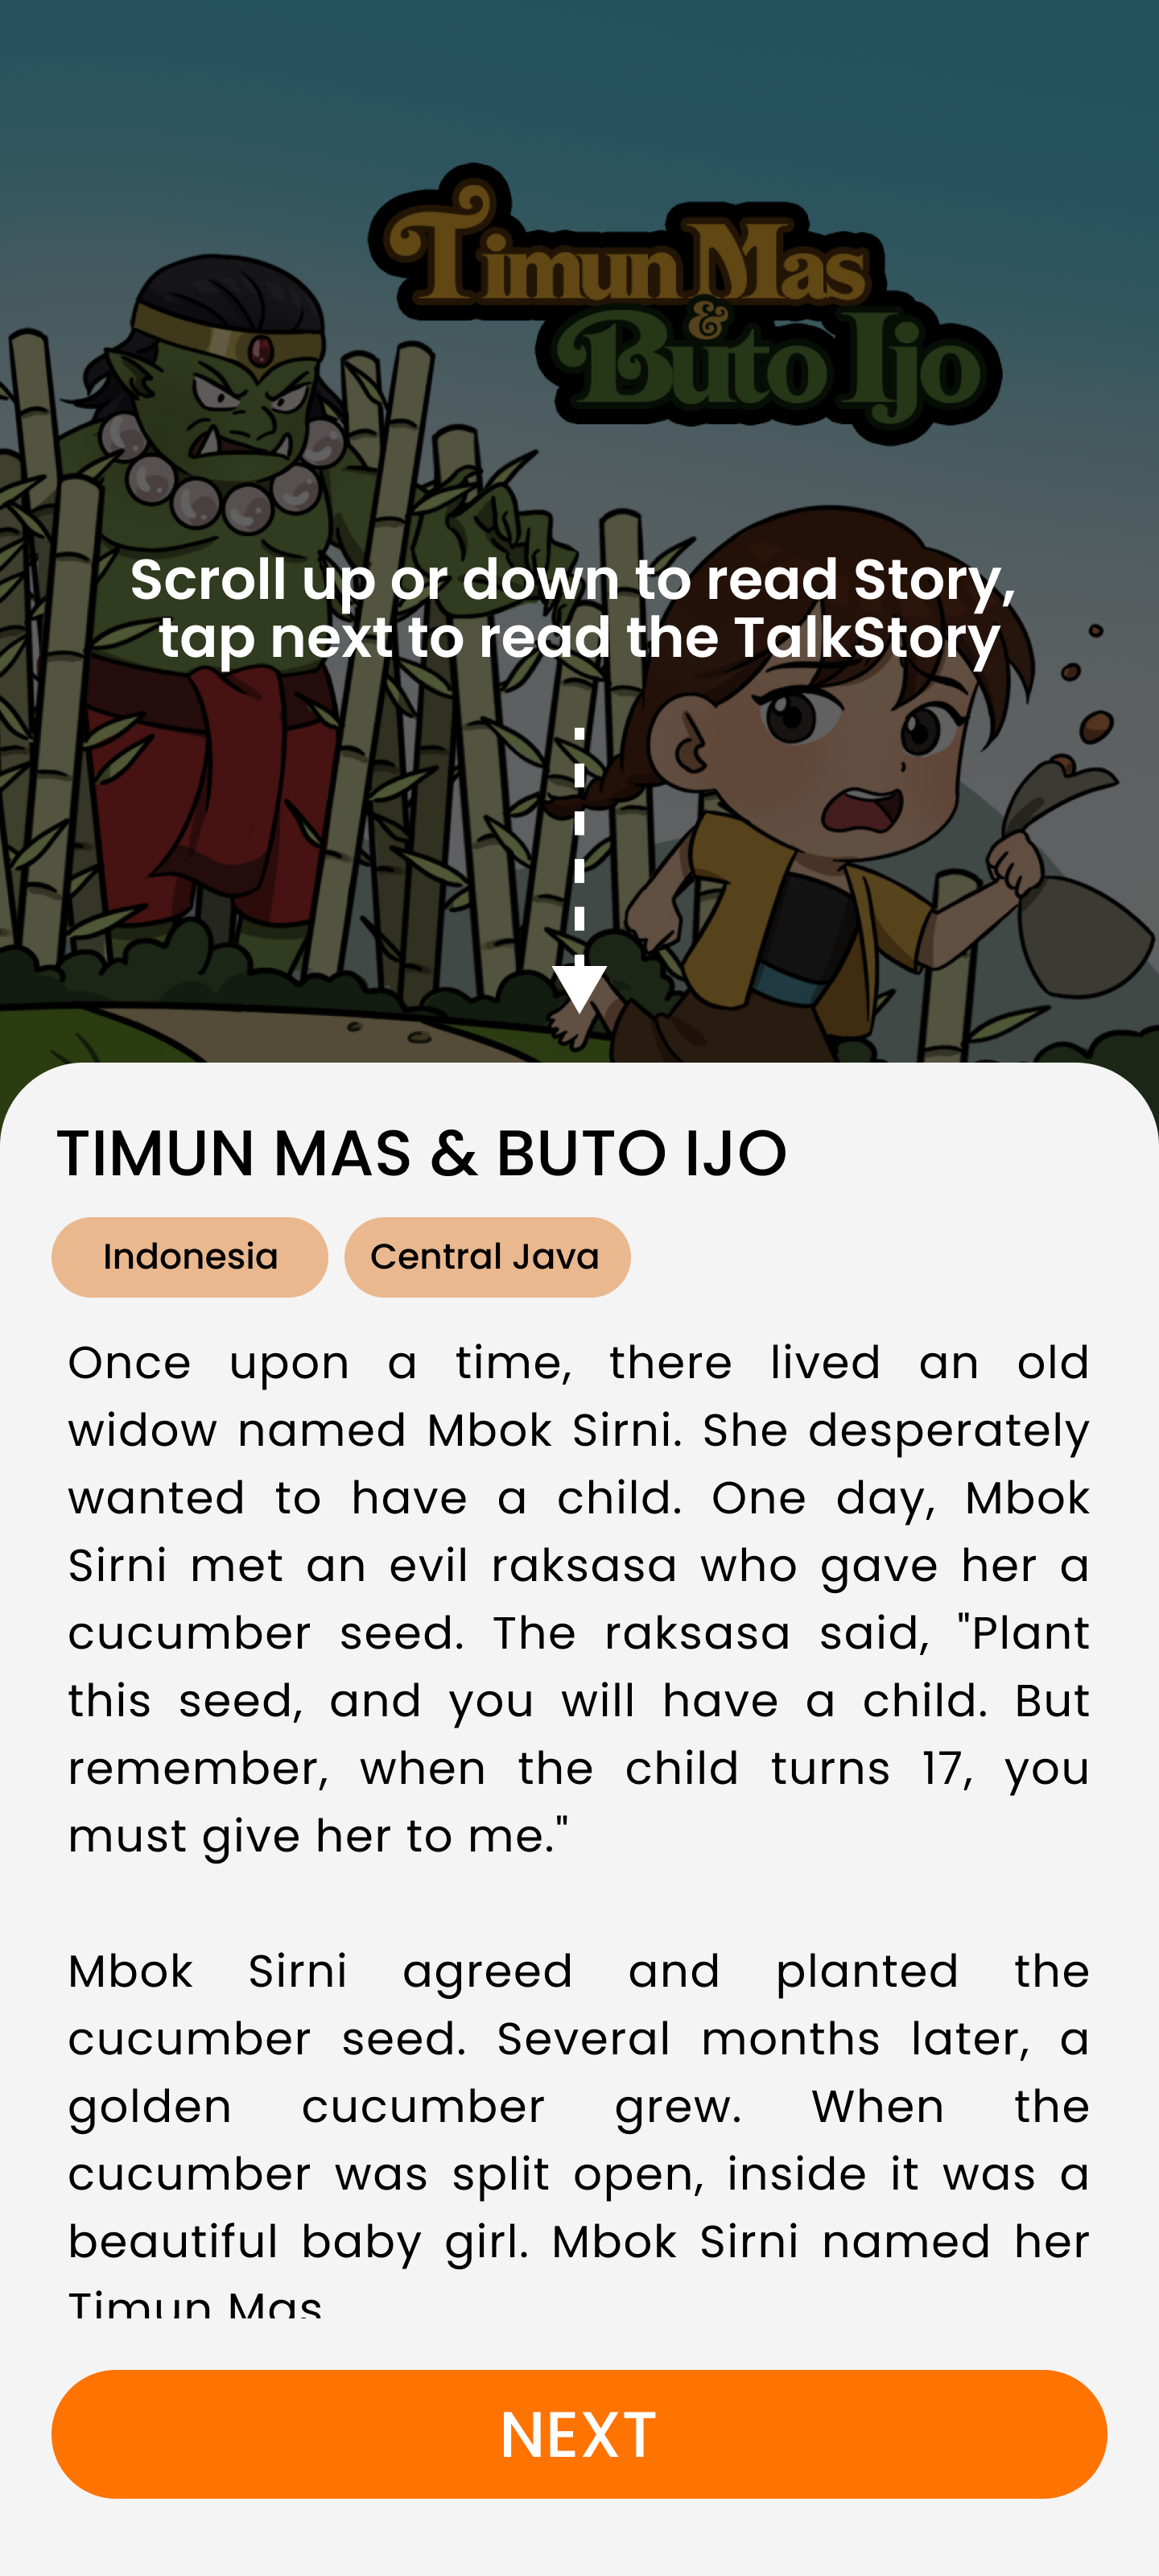 Timun Mas
&
Buto Ijo
Scroll up or down to read Story,
tap next to read the TalkStory
TIMUN MAS & BUTO IJO
Indonesia
Central Java
Once upon a time, there lived an old
widow named Mbok Sirni. She desperately
wanted to have a child. One day, Mbok
Sirni met an evil raksasa who gave her a
cucumber seed. The raksasa said, "Plant
this seed, and you will have a child. But
remember, when the child turns 17, you
must give her to me."
Mbok Sirni agreed and planted the
cucumber seed. Several months later, a
golden cucumber grew. When the
cucumber was split open, inside it was a
beautiful baby girl. Mbok Sirni named her
Timun Mas
NEXT